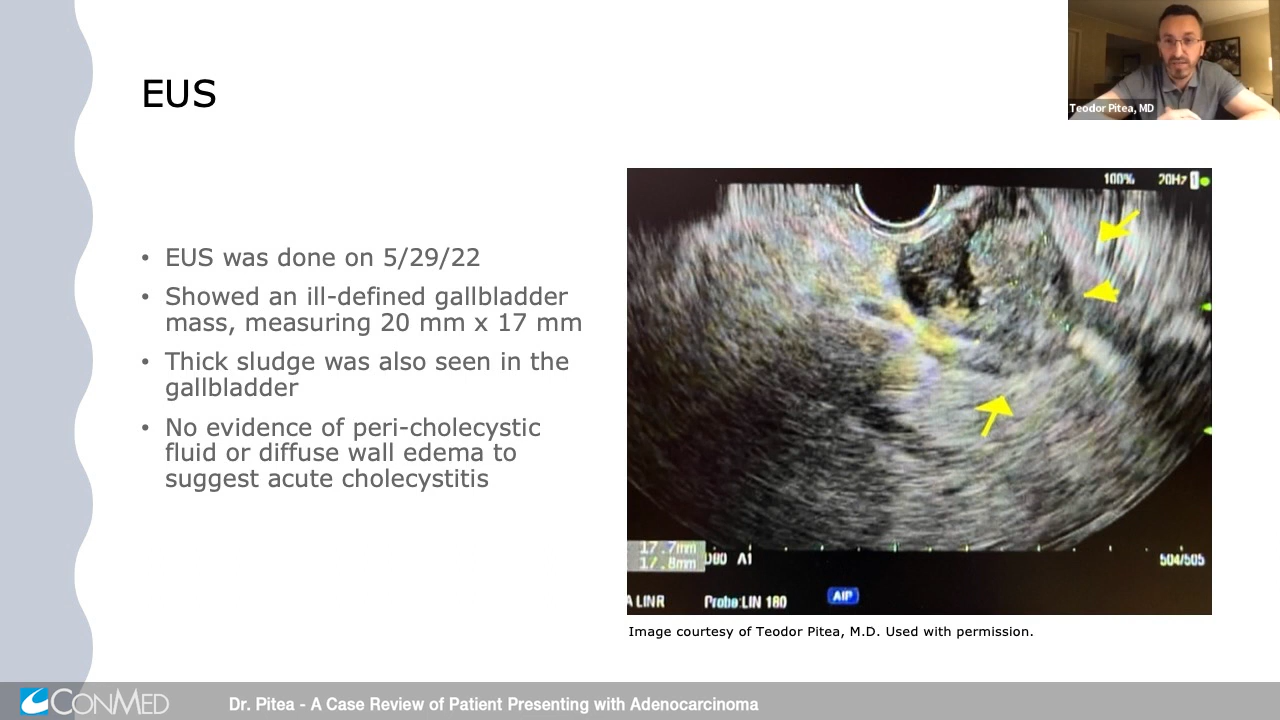 Teodor Pitea, MD
EUS
• EUS was done on 5/29/22
• Showed an ill-defined gallbladder
mass, measuring 20 mm x 17 mm
• Thick sludge was also seen in the
gallbladder
• No evidence of peri-cholecystic
fluid or diffuse wall edema to
suggest acute cholecystitis
100% 20Hz
17.7mm
17.8mm
D80 A1
504/505
A LINR Probe:LIN 180 AIP
Image courtesy of Teodor Pitea, M.D. Used with permission.
CONMED
Dr. Pitea - A Case Review of Patient Presenting with Adenocarcinoma